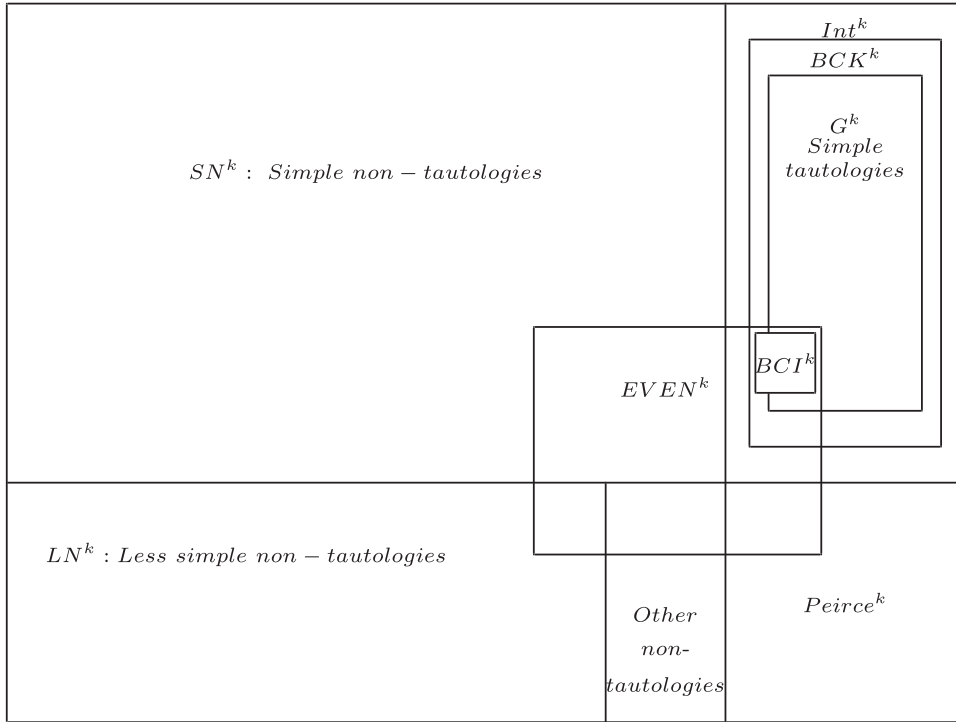 Int^k
BCK^k
G^k
Simple
tautologies
SN^k : Simple non − tautologies
BCI^k
EVEN^k
LN^k : Less simple non − tautologies
Peirce^k
Other
non-
tautologies